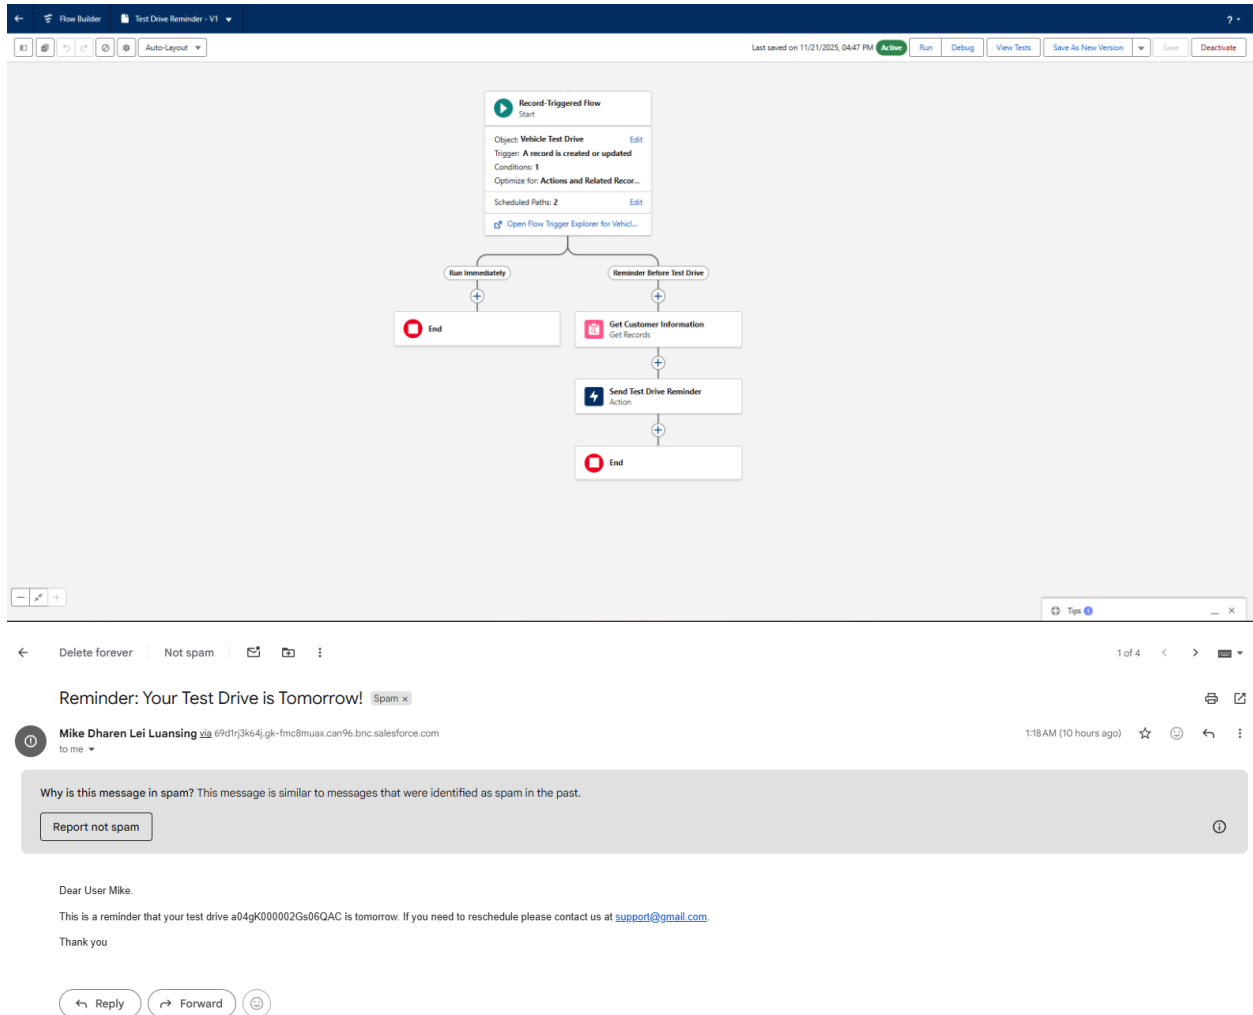 Flow Builder Test Drive Reminder - V1 ?
Auto-Layout Last saved on 11/21/2025, 04:47 PM Active Run Debug View Tests Save As New Version Save Deactivate
Record-Triggered Flow
Start
Object: Vehicle Test Drive Edit
Trigger: A record is created or updated
Conditions: 1
Optimize for: Actions and Related Recor...
Scheduled Paths: 2 Edit
Open Flow Trigger Explorer for Vehicl...
Run Immediately Reminder Before Test Drive
End
Get Customer Information
Get Records
Send Test Drive Reminder
Action
End
Tips 1
Delete forever Not spam 1 of 4
Reminder: Your Test Drive is Tomorrow! Spam x
Mike Dharen Lei Luansing via 69d1rj3k64j.gk-fmc8muax.can96.bnc.salesforce.com 1:18 AM (10 hours ago)
to me
Why is this message in spam? This message is similar to messages that were identified as spam in the past.
Report not spam
Dear User Mike.
This is a reminder that your test drive a04gK000002Gs06QAC is tomorrow. If you need to reschedule please contact us at support@gmail.com.
Thank you
Reply Forward